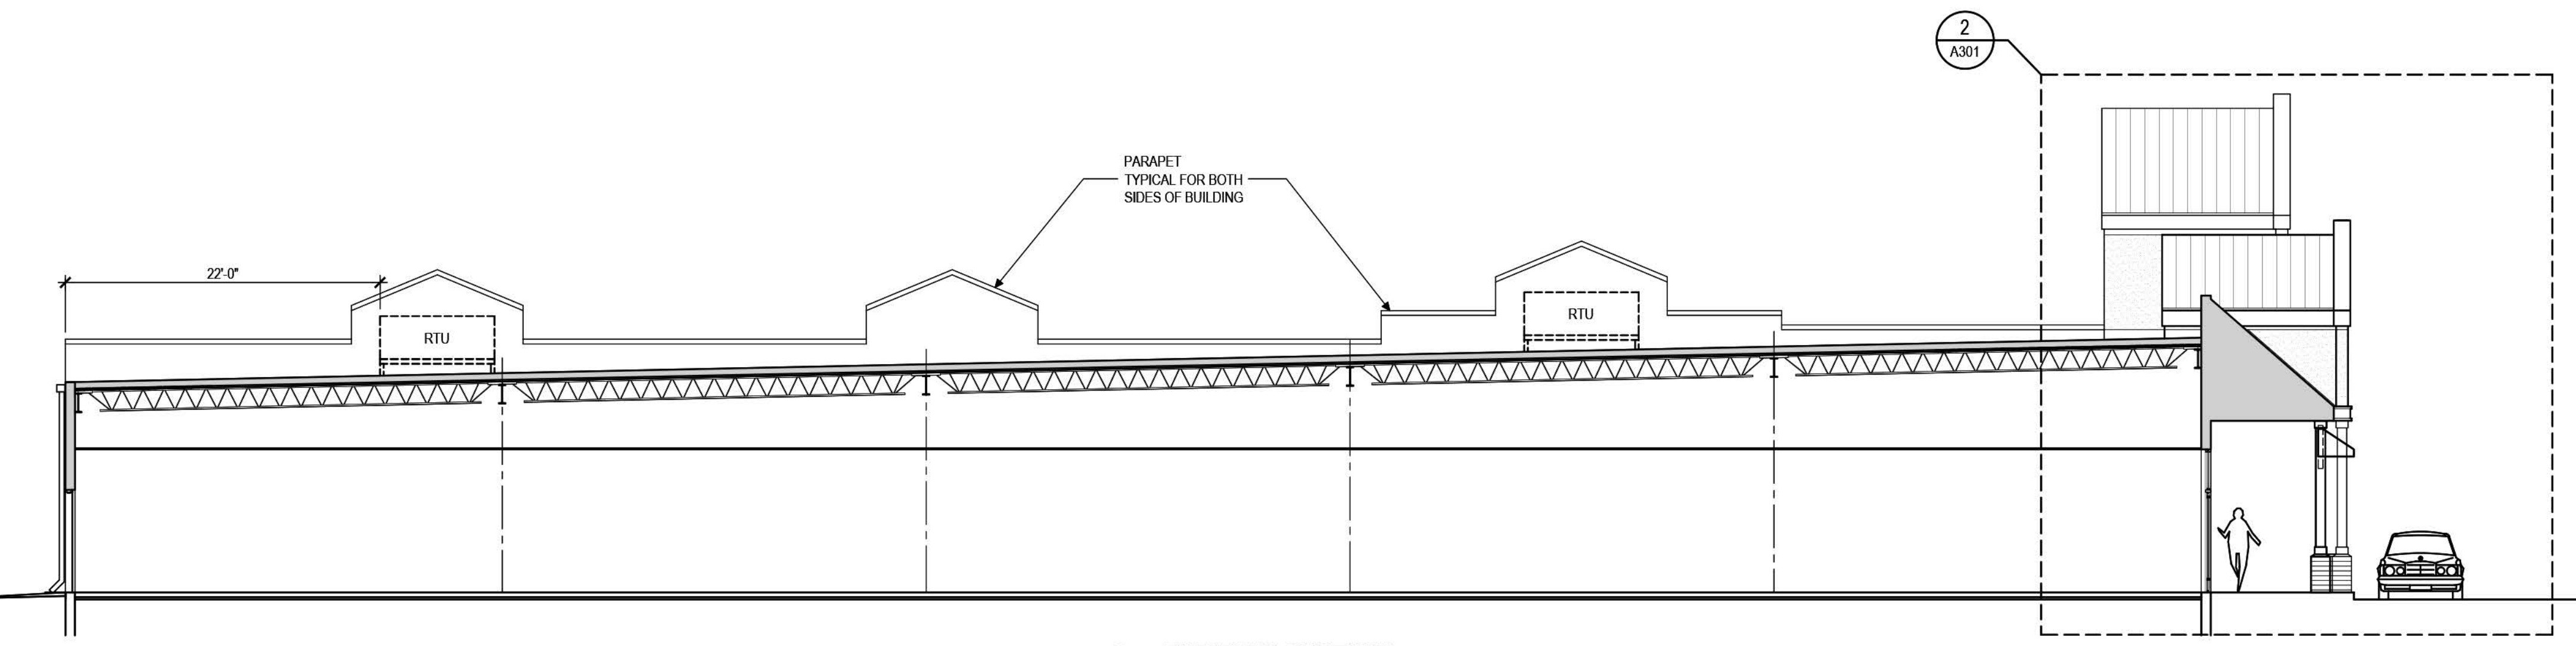 2
A301
PARAPET
TYPICAL FOR BOTH
SIDES OF BUILDING
22'-0"
RTU
RTU